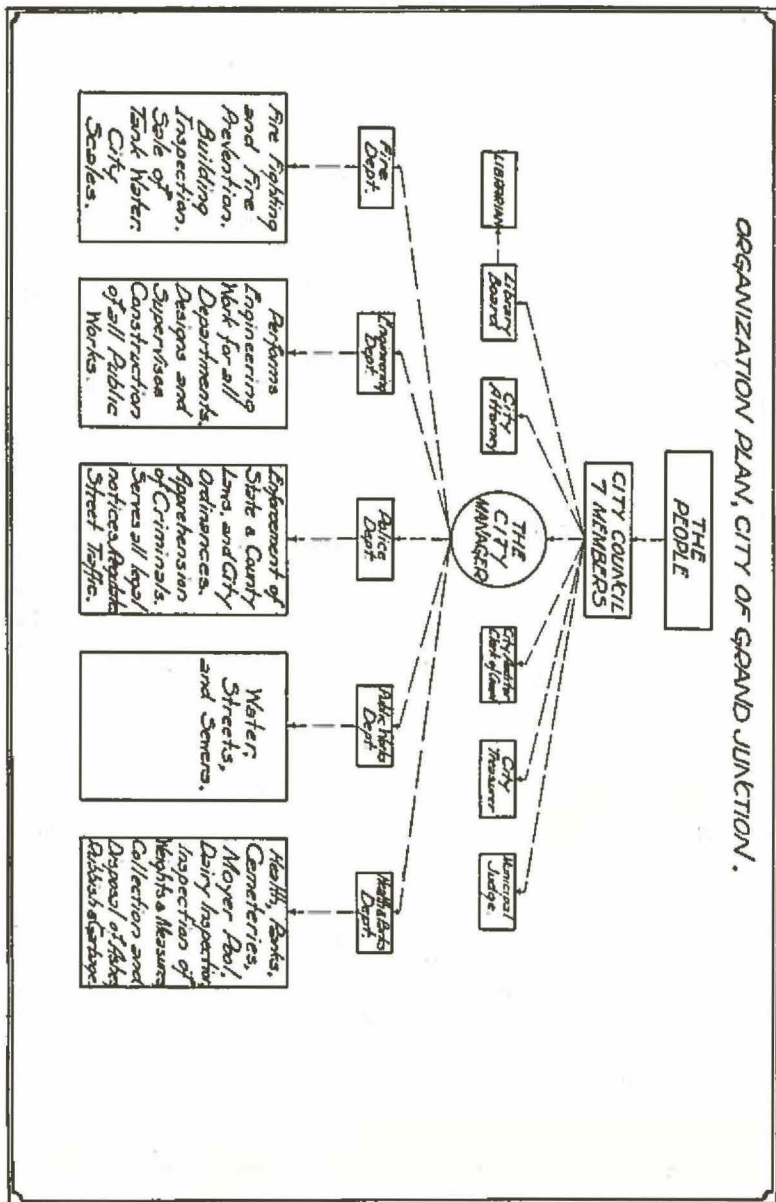 ORGANIZATION PLAN, CITY OF GRAND JUNCTION.
THE
PEOPLE
CITY COUNCIL
7 MEMBERS
LIBRARIAN
Library
Board
City
Attorney
THE
CITY
MANAGER
City Auditor
Clerk of Council
City
Treasurer
Municipal
Judge.
Fire
Dept.
Engineering
Dept.
Police
Dept
Public Works
Dept
Health & Parks
Dept.
Fire Fighting
and Fire
Prevention.
Building
Inspection.
Sale of
Tank Water.
City
Scales.
Performs
Engineering
Work for all
Departments.
Designs and
Supervises
Construction
of all Public
Works.
Enforcement of
State & County
Laws, and City
Ordinances.
Apprehension
of Criminals.
Serves all legal
notices, Regulates
Street Traffic.
Water,
Streets,
and Sewers.
Health, Parks,
Cemeteries,
Moyer Pool,
Dairy Inspection
Inspection of
Weights & Measures
Collection and
Disposal of Ashes
Rubbish & Garbage.